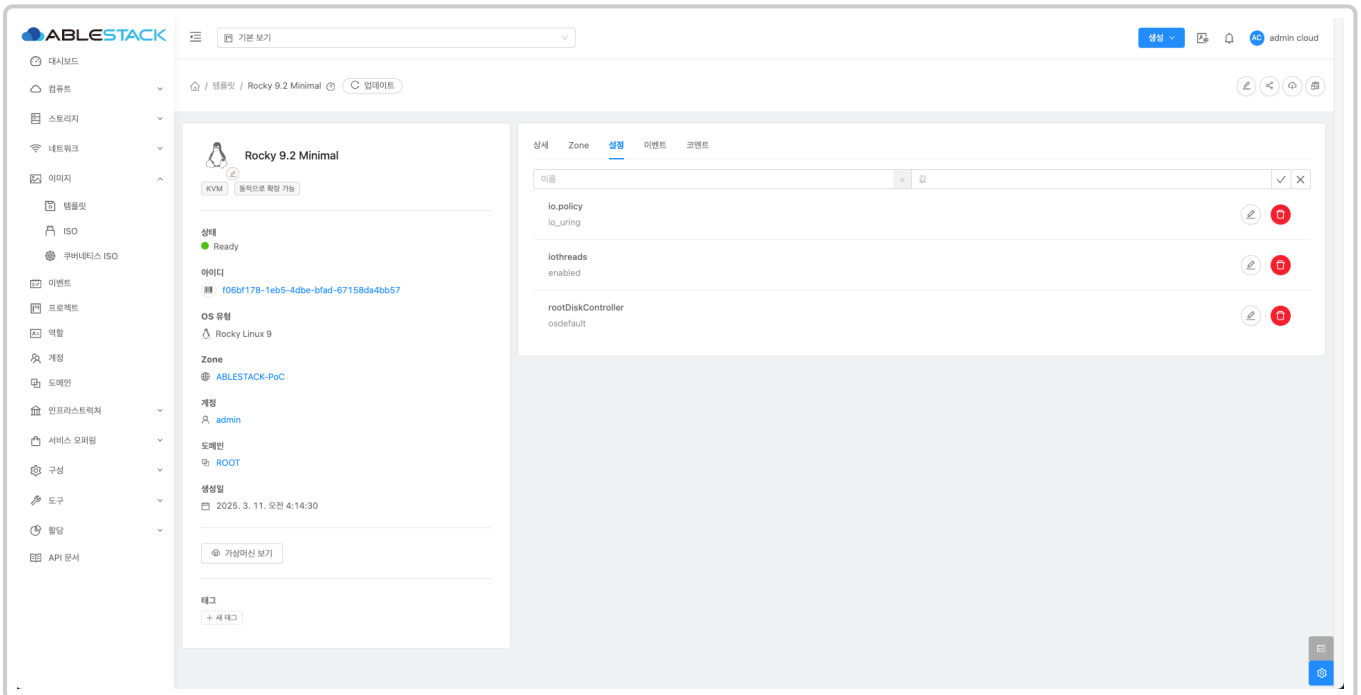 ABLESTACK
기본 보기
생성
AC admin cloud
대시보드
컴퓨트
스토리지
네트워크
이미지
템플릿
ISO
쿠버네티스 ISO
이벤트
프로젝트
역할
계정
도메인
인프라스트럭쳐
서비스 오퍼링
구성
도구
할당
API 문서
/ 템플릿 / Rocky 9.2 Minimal 업데이트
Rocky 9.2 Minimal
KVM 동적으로 확장 가능
상태
Ready
아이디
f06bf178-1eb5-4dbe-bfad-67158da4bb57
OS 유형
Rocky Linux 9
Zone
ABLESTACK-PoC
계정
admin
도메인
ROOT
생성일
2025. 3. 11. 오전 4:14:30
가상머신 보기
태그
+ 새 태그
상세 Zone 설정 이벤트 코멘트
이름 = 값
io.policy
io_uring
iothreads
enabled
rootDiskController
osdefault